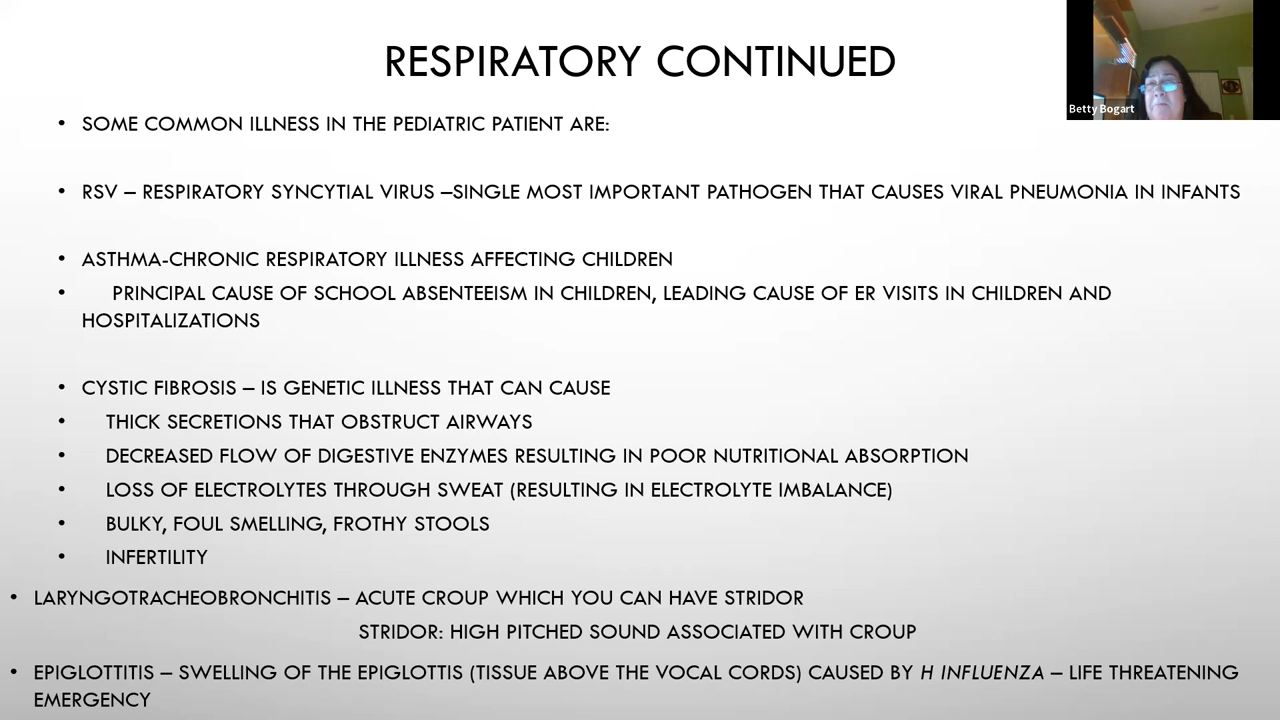 RESPIRATORY CONTINUED
Betty Bogart
• SOME COMMON ILLNESS IN THE PEDIATRIC PATIENT ARE:
• RSV – RESPIRATORY SYNCYTIAL VIRUS –SINGLE MOST IMPORTANT PATHOGEN THAT CAUSES VIRAL PNEUMONIA IN INFANTS
• ASTHMA-CHRONIC RESPIRATORY ILLNESS AFFECTING CHILDREN
• PRINCIPAL CAUSE OF SCHOOL ABSENTEEISM IN CHILDREN, LEADING CAUSE OF ER VISITS IN CHILDREN AND
HOSPITALIZATIONS
• CYSTIC FIBROSIS – IS GENETIC ILLNESS THAT CAN CAUSE
• THICK SECRETIONS THAT OBSTRUCT AIRWAYS
• DECREASED FLOW OF DIGESTIVE ENZYMES RESULTING IN POOR NUTRITIONAL ABSORPTION
• LOSS OF ELECTROLYTES THROUGH SWEAT (RESULTING IN ELECTROLYTE IMBALANCE)
• BULKY, FOUL SMELLING, FROTHY STOOLS
• INFERTILITY
• LARYNGOTRACHEOBRONCHITIS – ACUTE CROUP WHICH YOU CAN HAVE STRIDOR
STRIDOR: HIGH PITCHED SOUND ASSOCIATED WITH CROUP
• EPIGLOTTITIS – SWELLING OF THE EPIGLOTTIS (TISSUE ABOVE THE VOCAL CORDS) CAUSED BY H INFLUENZA – LIFE THREATENING
EMERGENCY